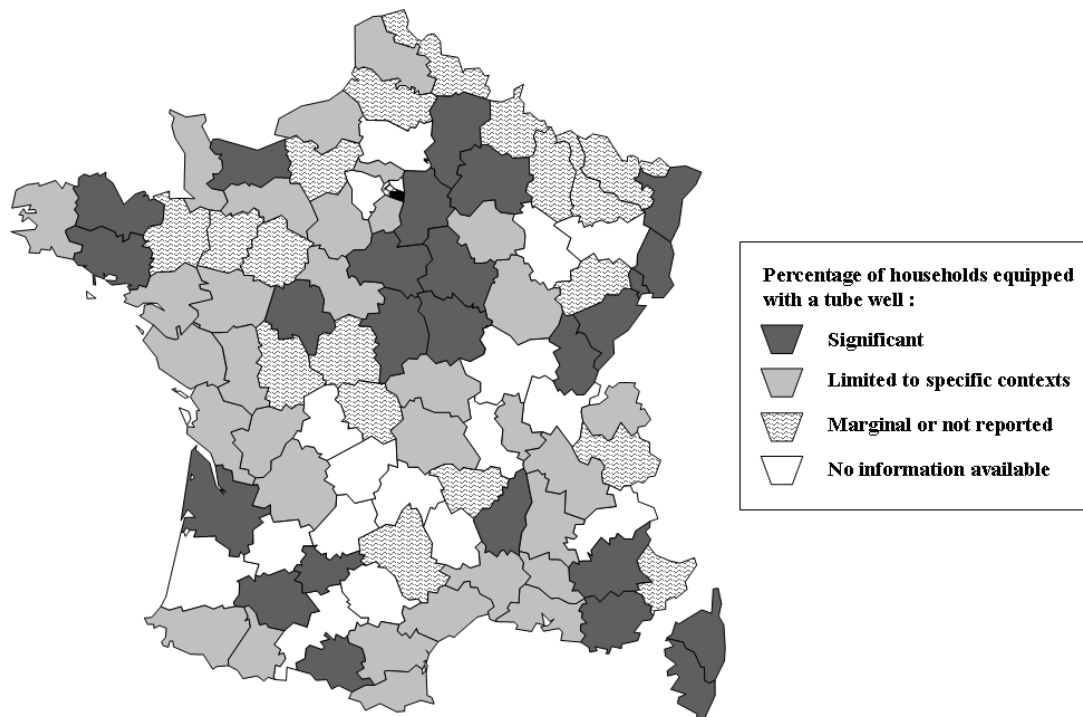 Percentage of households equipped
with a tube well :
Significant
Limited to specific contexts
Marginal or not reported
No information available